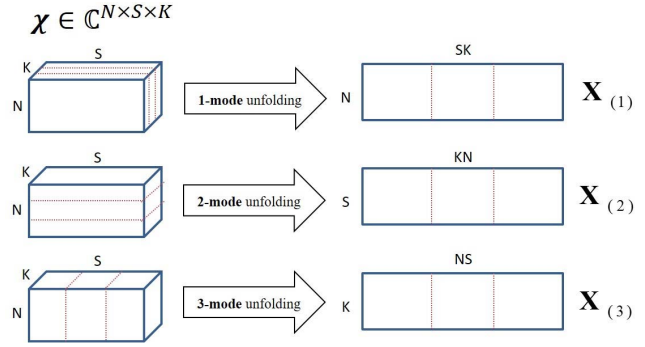 χ ∈ ℂ^{N×S×K}
S
SK
K
N
1-mode unfolding
N
X (1)
S
KN
K
N
2-mode unfolding
S
X (2)
S
NS
K
N
3-mode unfolding
K
X (3)